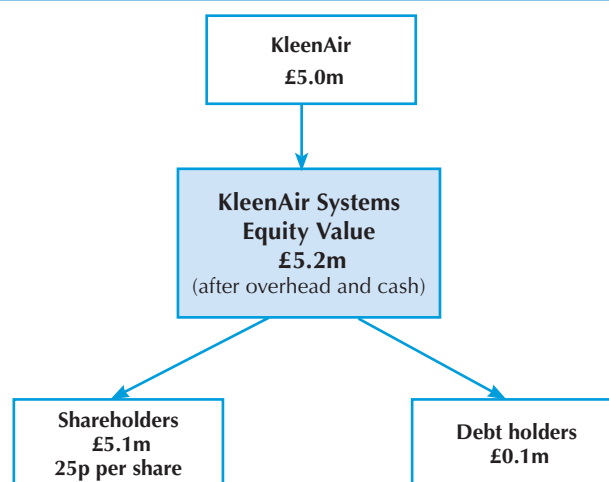 KleenAir
£5.0m
KleenAir Systems
Equity Value
£5.2m
(after overhead and cash)
Shareholders
£5.1m
25p per share
Debt holders
£0.1m